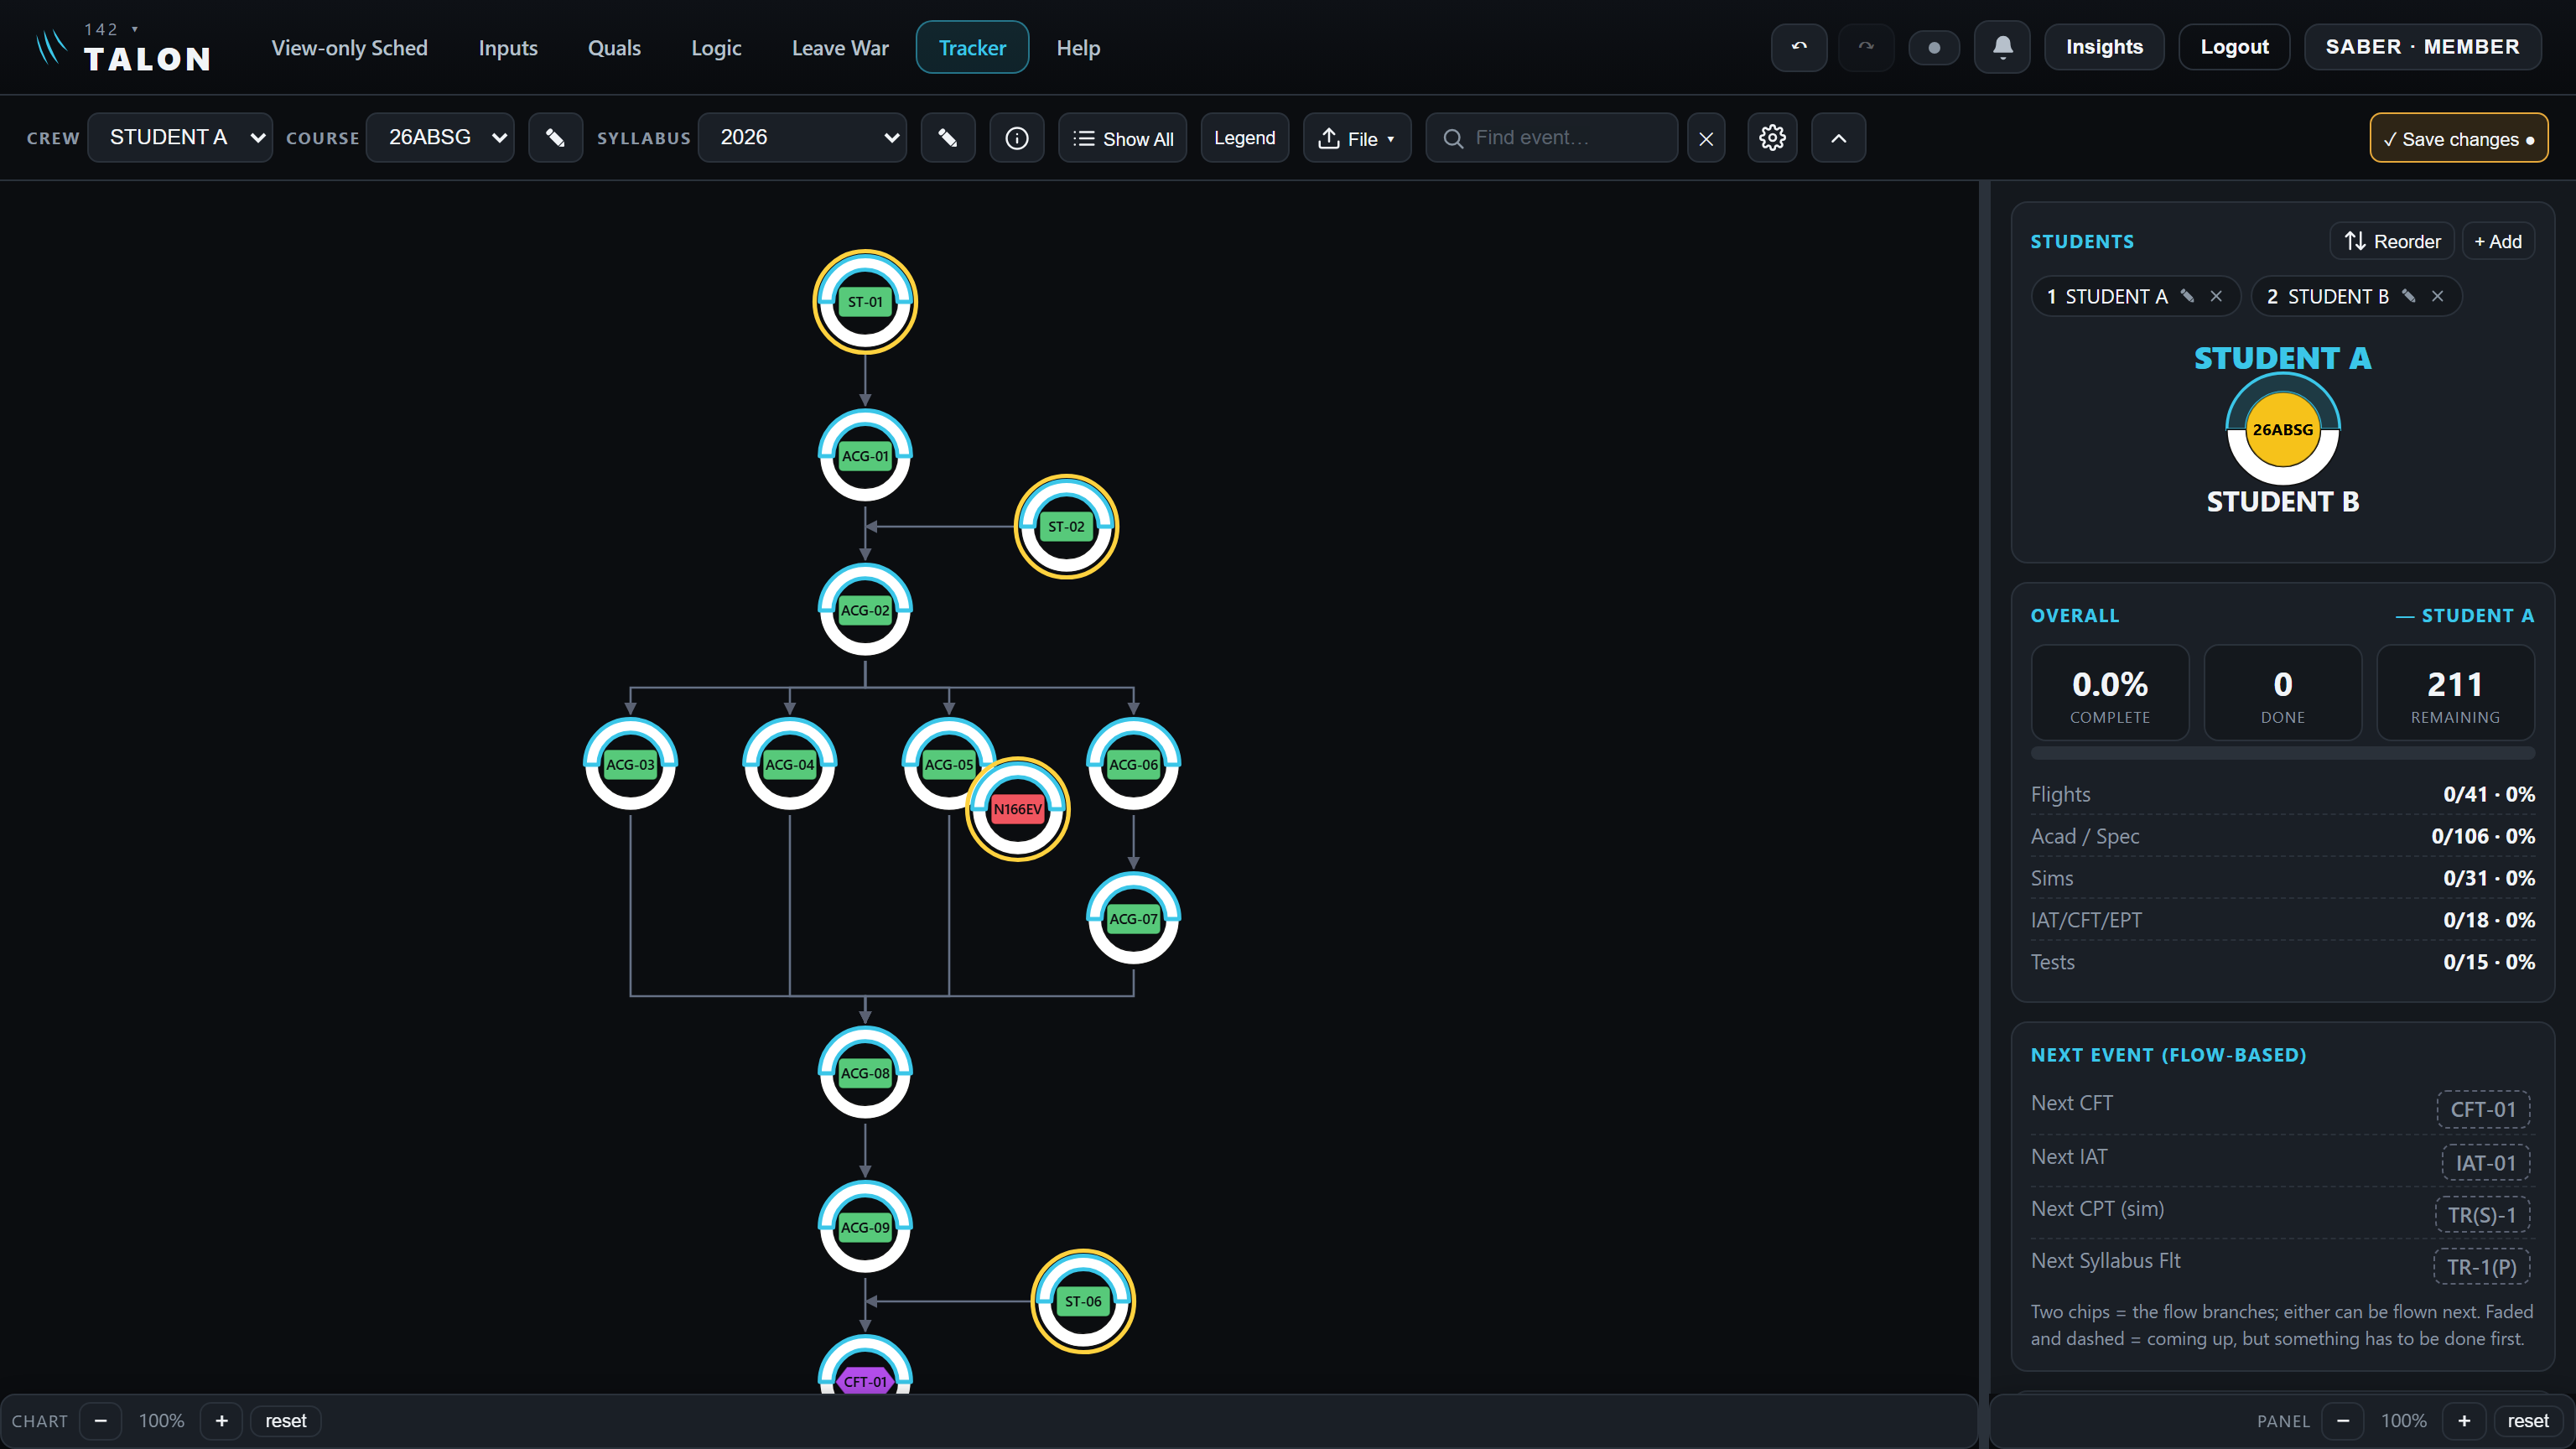 142 ▾
TALON
View-only Sched
Inputs
Quals
Logic
Leave War
Tracker
Help
Insights
Logout
SABER · MEMBER
CREW
STUDENT A
COURSE
26ABSG
SYLLABUS
2026
Show All
Legend
File ▾
Find event…
✓ Save changes ●
ST-01
ACG-01
ST-02
ACG-02
ACG-03
ACG-04
ACG-05
ACG-06
N166EV
ACG-07
ACG-08
ACG-09
ST-06
CFT-01
STUDENTS
Reorder
+ Add
1 STUDENT A
2 STUDENT B
STUDENT A
26ABSG
STUDENT B
OVERALL
— STUDENT A
0.0%
COMPLETE
0
DONE
211
REMAINING
Flights 0/41 · 0%
Acad / Spec 0/106 · 0%
Sims 0/31 · 0%
IAT/CFT/EPT 0/18 · 0%
Tests 0/15 · 0%
NEXT EVENT (FLOW-BASED)
Next CFT CFT-01
Next IAT IAT-01
Next CPT (sim) TR(S)-1
Next Syllabus Flt TR-1(P)
Two chips = the flow branches; either can be flown next. Faded
and dashed = coming up, but something has to be done first.
CHART − 100% + reset
PANEL − 100% + reset